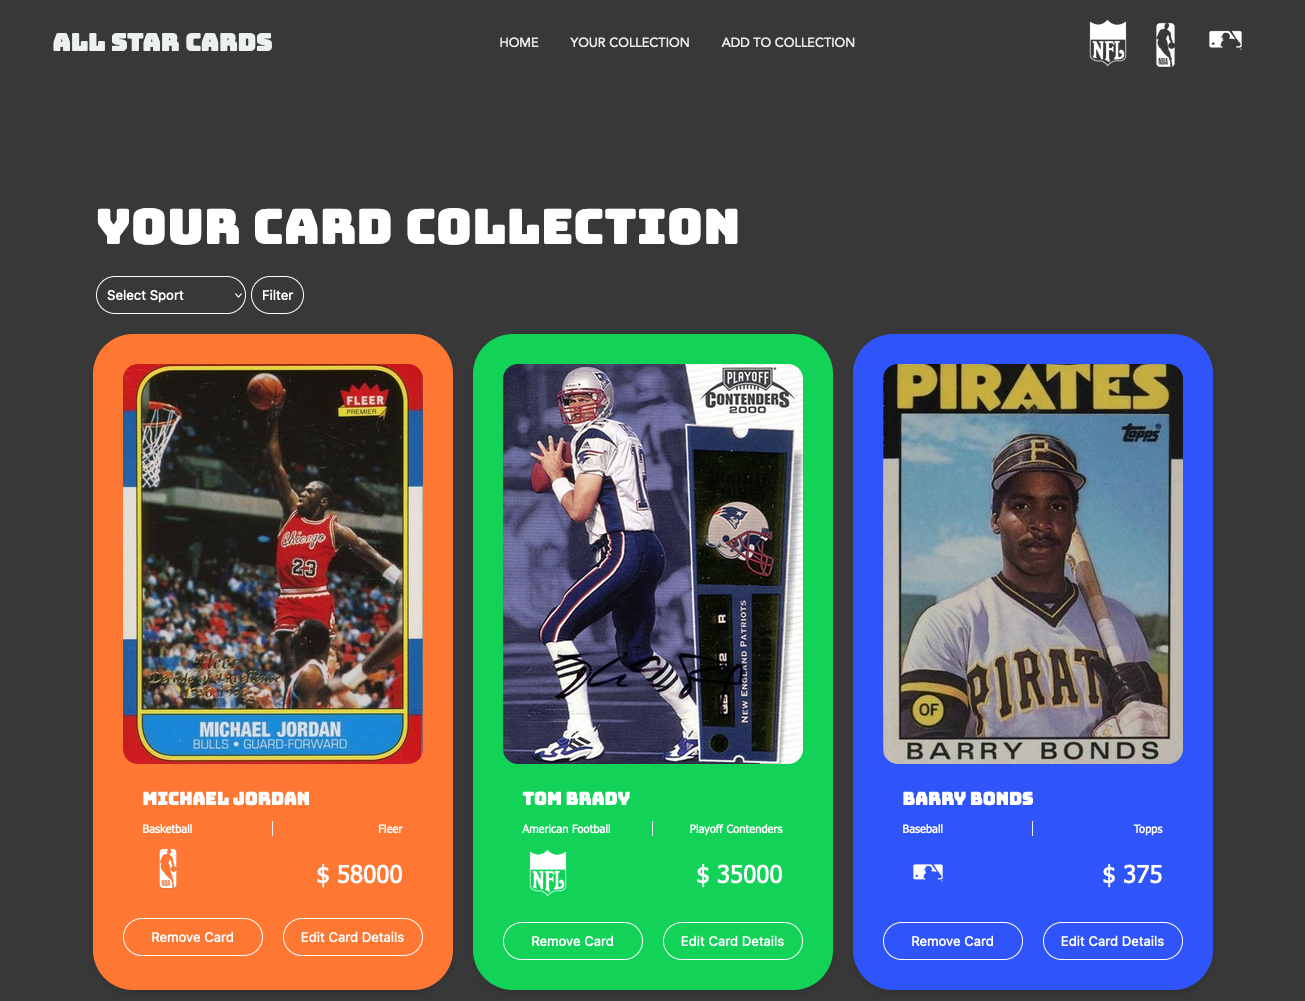 ALL STAR CARDS
HOME
YOUR COLLECTION
ADD TO COLLECTION
NFL
NBA
YOUR CARD COLLECTION
Select Sport
Filter
FLEER
PREMIER
Chicago
23
Fleer
MICHAEL JORDAN
BULLS • GUARD-FORWARD
MICHAEL JORDAN
Basketball
Fleer
NBA
$ 58000
Remove Card
Edit Card Details
PLAYOFF
CONTENDERS
2000
NEW ENGLAND PATRIOTS
TOM BRADY
American Football
Playoff Contenders
NFL
$ 35000
Remove Card
Edit Card Details
PIRATES
Topps®
P
PIRAT
OF
BARRY BONDS
BARRY BONDS
Baseball
Topps
$ 375
Remove Card
Edit Card Details